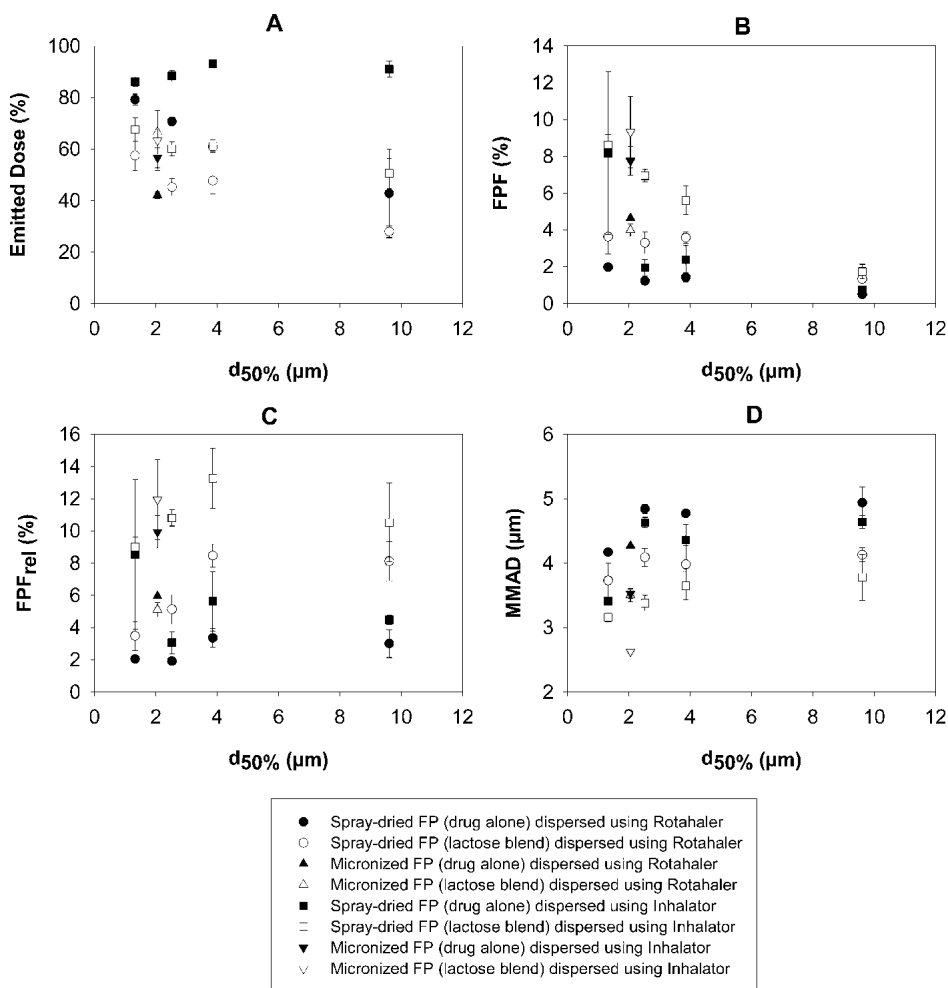 A
100
80
60
40
20
0
Emitted Dose (%)
0 2 4 6 8 10 12
d50% (µm)
B
14
12
10
8
6
4
2
0
FPF (%)
0 2 4 6 8 10 12
d50% (µm)
C
16
14
12
10
8
6
4
2
0
FPFrel (%)
0 2 4 6 8 10 12
d50% (µm)
D
6
5
4
3
2
MMAD (µm)
0 2 4 6 8 10 12
d50% (µm)
Spray-dried FP (drug alone) dispersed using Rotahaler
Spray-dried FP (lactose blend) dispersed using Rotahaler
Micronized FP (drug alone) dispersed using Rotahaler
Micronized FP (lactose blend) dispersed using Rotahaler
Spray-dried FP (drug alone) dispersed using Inhalator
Spray-dried FP (lactose blend) dispersed using Inhalator
Micronized FP (drug alone) dispersed using Inhalator
Micronized FP (lactose blend) dispersed using Inhalator